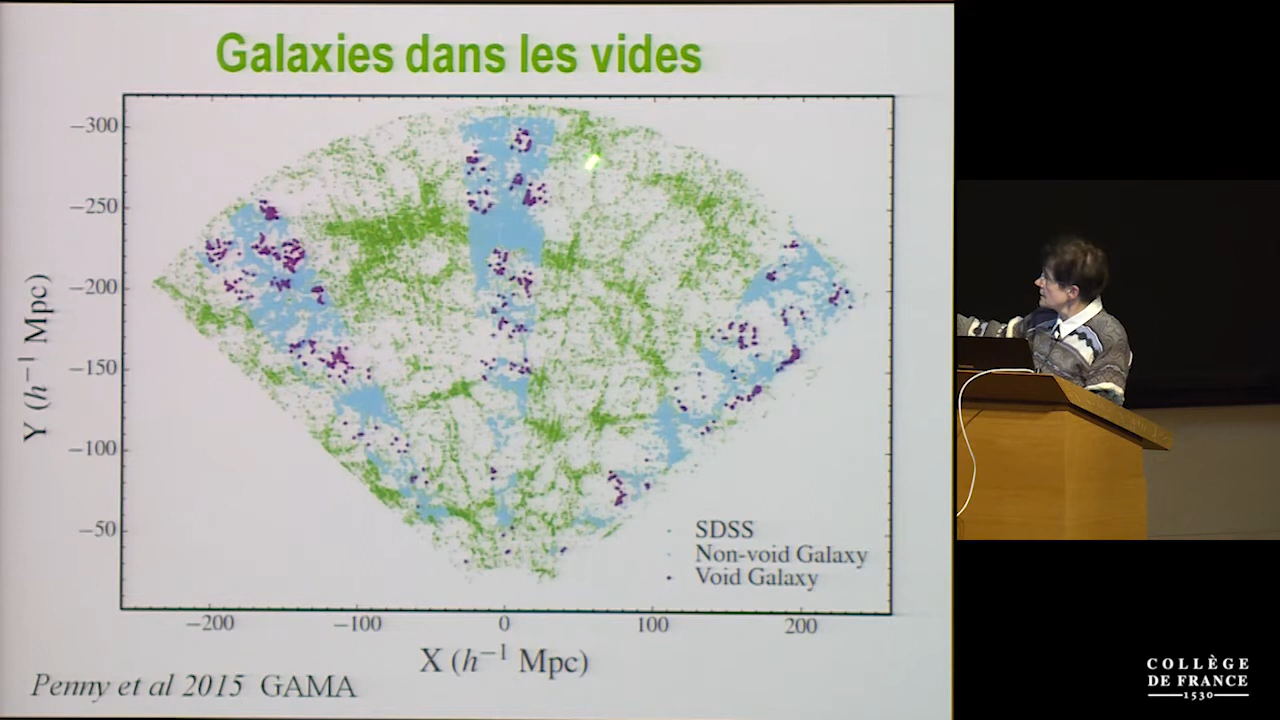 Galaxies dans les vides
−300
−250
−200
−150
−100
−50
Y (h⁻¹ Mpc)
SDSS
Non-void Galaxy
Void Galaxy
−200
−100
0
100
200
X (h⁻¹ Mpc)
Penny et al 2015 GAMA
COLLÈGE
DE FRANCE
1530